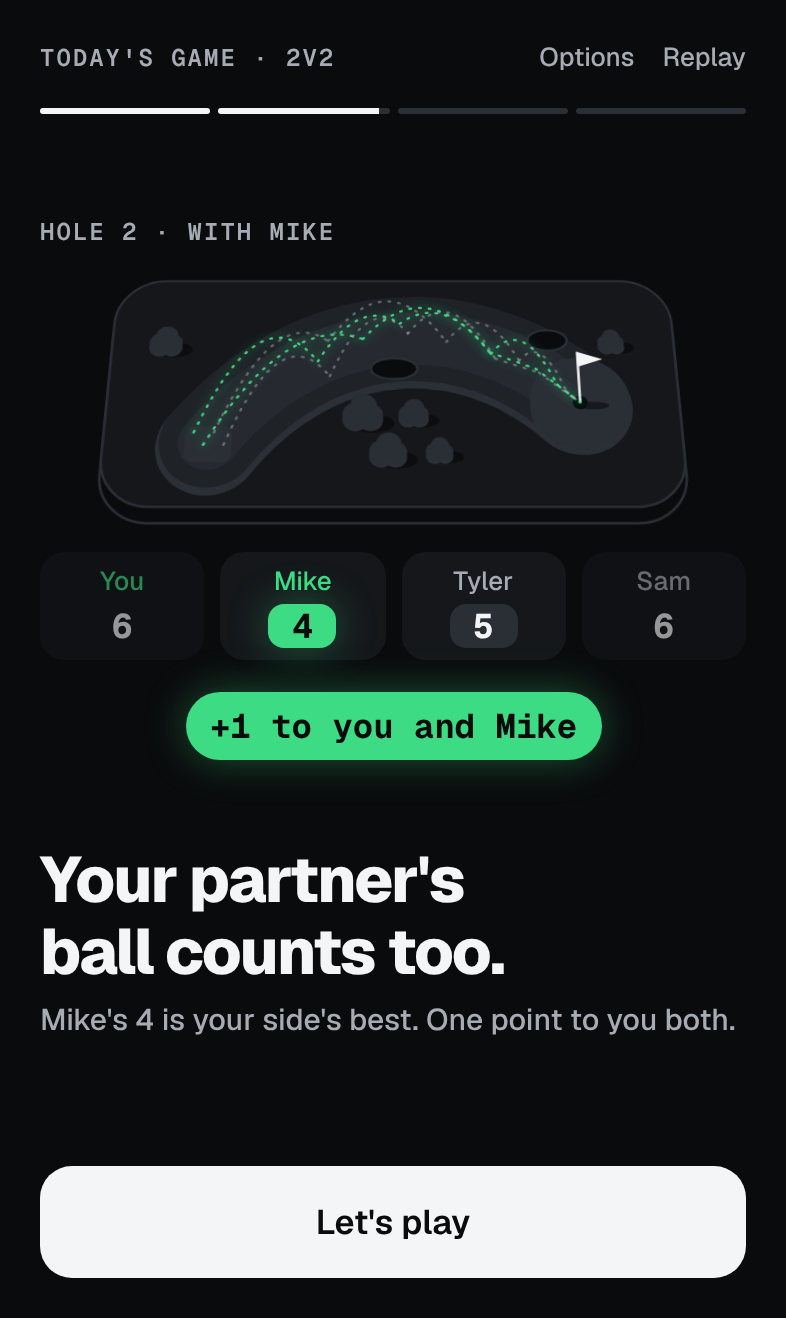 TODAY'S GAME · 2V2
Options
Replay
HOLE 2 · WITH MIKE
You
Mike
Tyler
Sam
6
4
5
6
+1 to you and Mike
Your partner's
ball counts too.
Mike's 4 is your side's best. One point to you both.
Let's play